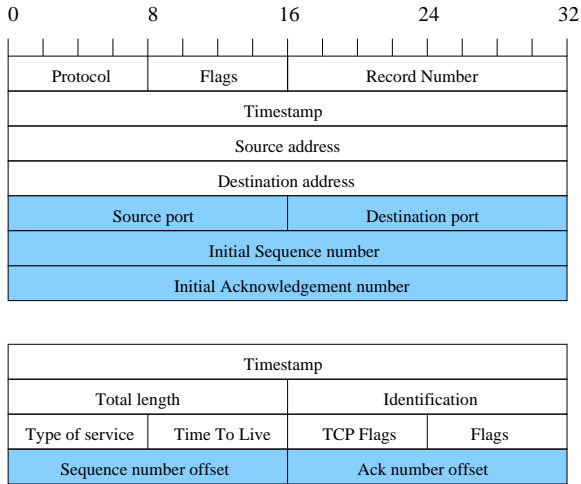 0 8 16 24 32
Protocol Flags Record Number
Timestamp
Source address
Destination address
Source port Destination port
Initial Sequence number
Initial Acknowledgement number
Timestamp
Total length Identification
Type of service Time To Live TCP Flags Flags
Sequence number offset Ack number offset